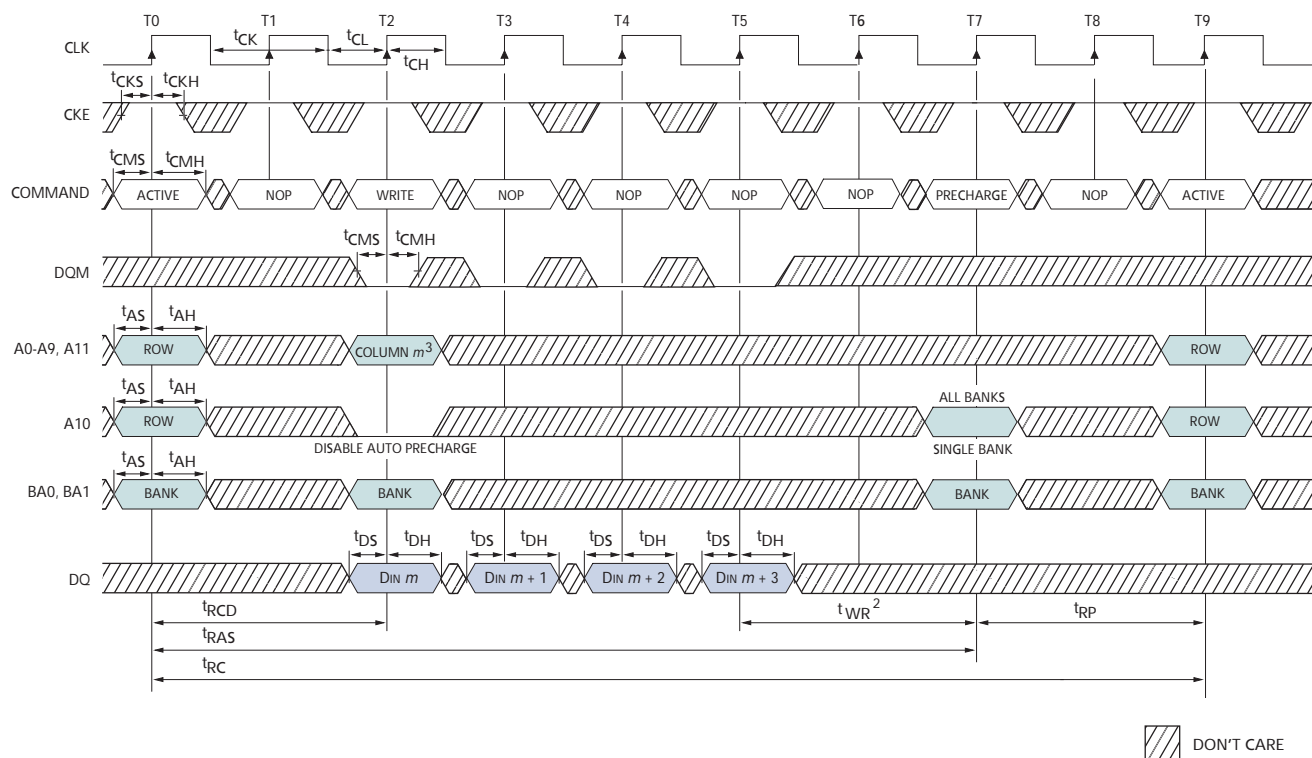 T0 T1 T2 T3 T4 T5 T6 T7 T8 T9
CLK tCK tCL tCH
tCKS tCKH
CKE
tCMS tCMH
COMMAND ACTIVE NOP WRITE NOP NOP NOP NOP PRECHARGE NOP ACTIVE
tCMS tCMH
DQM
tAS tAH
A0-A9, A11 ROW COLUMN m3 ROW
tAS tAH ALL BANKS
A10 ROW ROW
DISABLE AUTO PRECHARGE SINGLE BANK
tAS tAH
BA0, BA1 BANK BANK BANK BANK
tDS tDH tDS tDH tDS tDH tDS tDH
DQ DIN m DIN m + 1 DIN m + 2 DIN m + 3
tRCD tWR2 tRP
tRAS
tRC
DON'T CARE